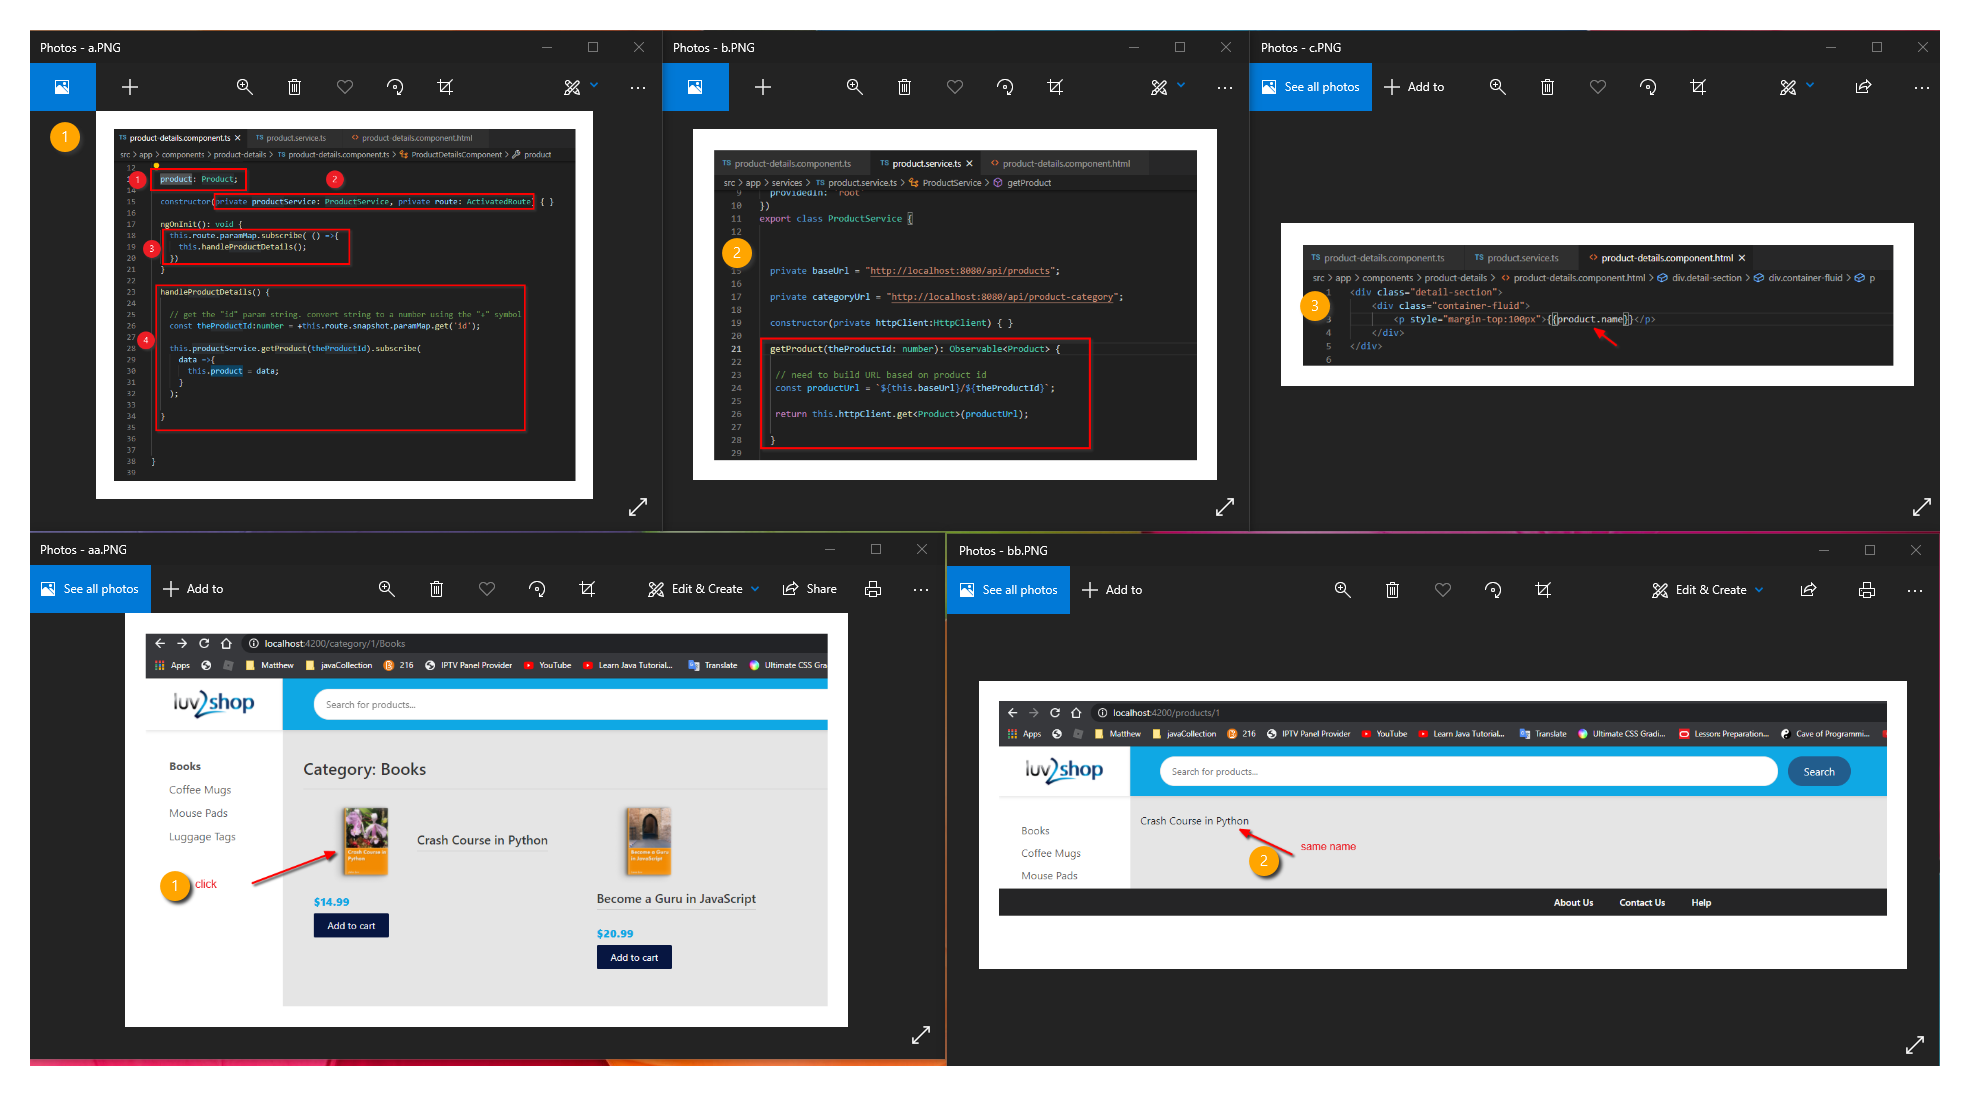 Photos - a.PNG
1
TS product-details.component.ts ×
TS product.service.ts
<> product-details.component.html
src > app > components > product-details > TS product-details.component.ts > ProductDetailsComponent > product
12
1 product: Product;
2
14
15 constructor(private productService: ProductService, private route: ActivatedRoute) { }
16
17 ngOnInit(): void {
18 this.route.paramMap.subscribe( () =>{
3
19 this.handleProductDetails();
20 })
21 }
22
23 handleProductDetails() {
24
25 // get the "id" param string. convert string to a number using the "+" symbol
26 const theProductId:number = +this.route.snapshot.paramMap.get('id');
27
4
28 this.productService.getProduct(theProductId).subscribe(
29 data =>{
30 this.product = data;
31 }
32 );
33
34 }
35
36
37
38 }
39
Photos - b.PNG
TS product-details.component.ts
TS product.service.ts ×
<> product-details.component.html
src > app > services > TS product.service.ts > ProductService > getProduct
9 providedIn: 'root'
10 })
11 export class ProductService {
12
2
15 private baseUrl = "http://localhost:8080/api/products";
16
17 private categoryUrl = "http://localhost:8080/api/product-category";
18
19 constructor(private httpClient:HttpClient) { }
20
21 getProduct(theProductId: number): Observable<Product> {
22
23 // need to build URL based on product id
24 const productUrl = `${this.baseUrl}/${theProductId}`;
25
26 return this.httpClient.get<Product>(productUrl);
27
28 }
29
Photos - c.PNG
See all photos
Add to
TS product-details.component.ts
TS product.service.ts
<> product-details.component.html ×
src > app > components > product-details > <> product-details.component.html > div.detail-section > div.container-fluid > p
1 <div class="detail-section">
3
<div class="container-fluid">
3 <p style="margin-top:100px">{{product.name}}</p>
4 </div>
5 </div>
6
Photos - aa.PNG
See all photos
Add to
Edit & Create
Share
localhost:4200/category/1/Books
Apps
Matthew
javaCollection
216
IPTV Panel Provider
YouTube
Learn Java Tutorial...
Translate
Ultimate CSS Gra
luv2shop
Search for products...
Books
Coffee Mugs
Mouse Pads
Luggage Tags
Category: Books
Crash Course in Python
Crash Course in Python
$14.99
Add to cart
1 click
Become a Guru in JavaScript
Become a Guru in JavaScript
$20.99
Add to cart
Photos - bb.PNG
See all photos
Add to
Edit & Create
localhost:4200/products/1
Apps
Matthew
javaCollection
216
IPTV Panel Provider
YouTube
Learn Java Tutorial...
Translate
Ultimate CSS Gradi...
Lesson: Preparation...
Cave of Programmi...
luv2shop
Search for products...
Search
Books
Coffee Mugs
Mouse Pads
Crash Course in Python
2
same name
About Us
Contact Us
Help